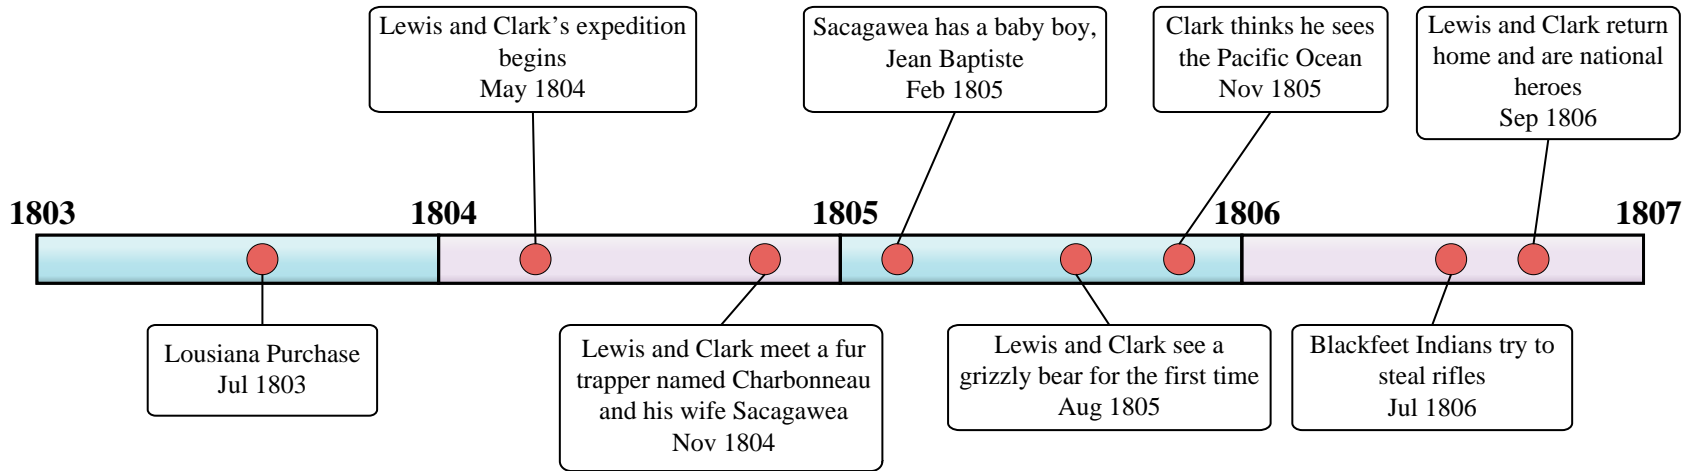 Lewis and Clark’s expedition
begins
May 1804
Sacagawea has a baby boy,
Jean Baptiste
Feb 1805
Clark thinks he sees
the Pacific Ocean
Nov 1805
Lewis and Clark return
home and are national
heroes
Sep 1806
1803
1804
1805
1806
1807
Lousiana Purchase
Jul 1803
Lewis and Clark meet a fur
trapper named Charbonneau
and his wife Sacagawea
Nov 1804
Lewis and Clark see a
grizzly bear for the first time
Aug 1805
Blackfeet Indians try to
steal rifles
Jul 1806